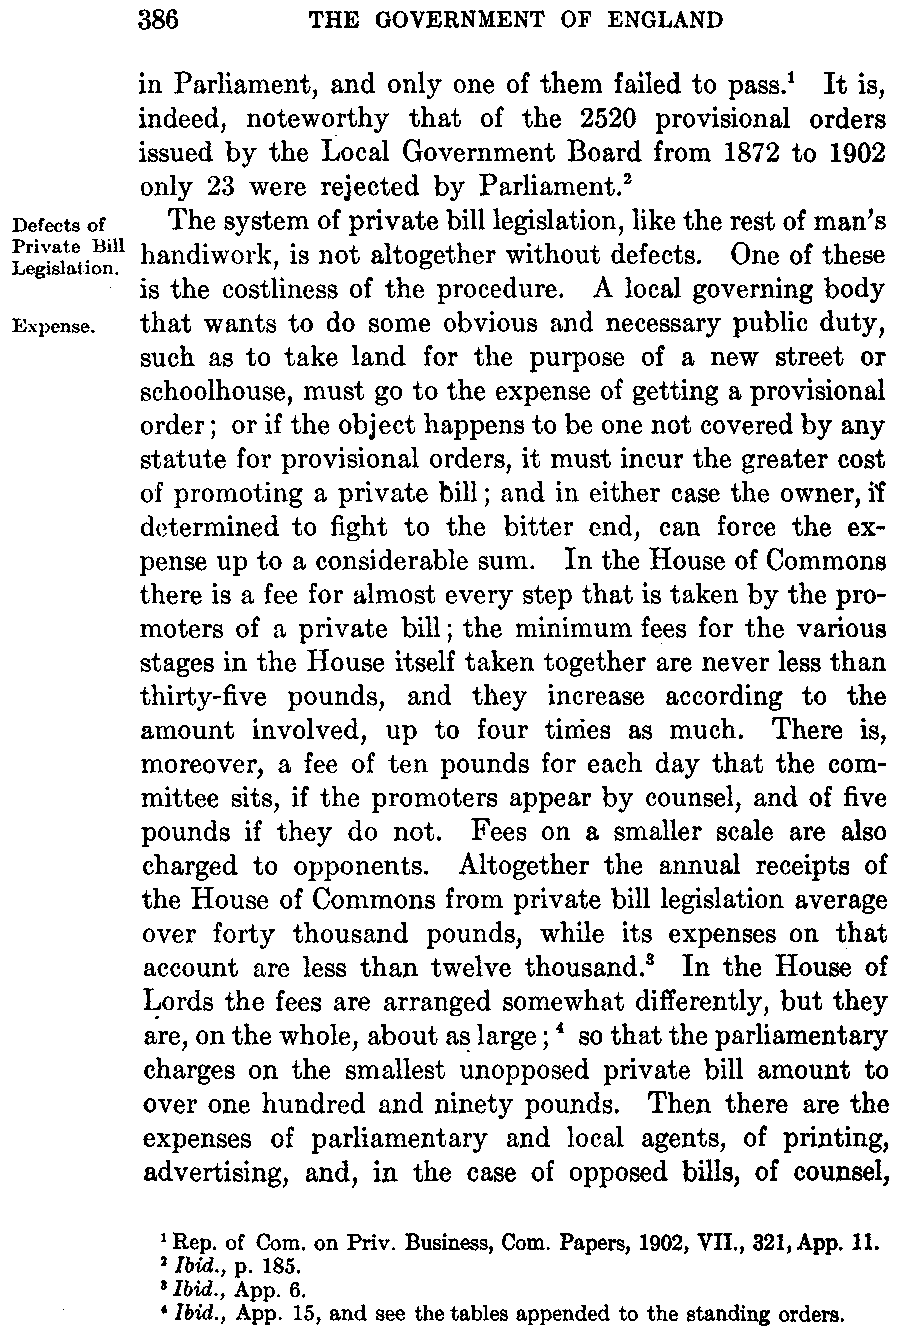 386 THE GOVERNMENT OF ENGLAND
in Parliament, and only one of them failed to pass.¹ It is,
indeed, noteworthy that of the 2520 provisional orders
issued by the Local Government Board from 1872 to 1902
only 23 were rejected by Parliament.²
Defects of
Private Bill
Legislation.
The system of private bill legislation, like the rest of man's
handiwork, is not altogether without defects. One of these
is the costliness of the procedure. A local governing body
Expense.
that wants to do some obvious and necessary public duty,
such as to take land for the purpose of a new street or
schoolhouse, must go to the expense of getting a provisional
order; or if the object happens to be one not covered by any
statute for provisional orders, it must incur the greater cost
of promoting a private bill; and in either case the owner, if
determined to fight to the bitter end, can force the ex-
pense up to a considerable sum. In the House of Commons
there is a fee for almost every step that is taken by the pro-
moters of a private bill; the minimum fees for the various
stages in the House itself taken together are never less than
thirty-five pounds, and they increase according to the
amount involved, up to four times as much. There is,
moreover, a fee of ten pounds for each day that the com-
mittee sits, if the promoters appear by counsel, and of five
pounds if they do not. Fees on a smaller scale are also
charged to opponents. Altogether the annual receipts of
the House of Commons from private bill legislation average
over forty thousand pounds, while its expenses on that
account are less than twelve thousand.³ In the House of
Lords the fees are arranged somewhat differently, but they
are, on the whole, about as large;⁴ so that the parliamentary
charges on the smallest unopposed private bill amount to
over one hundred and ninety pounds. Then there are the
expenses of parliamentary and local agents, of printing,
advertising, and, in the case of opposed bills, of counsel,
¹ Rep. of Com. on Priv. Business, Com. Papers, 1902, VII., 321, App. 11.
² Ibid., p. 185.
³ Ibid., App. 6.
⁴ Ibid., App. 15, and see the tables appended to the standing orders.